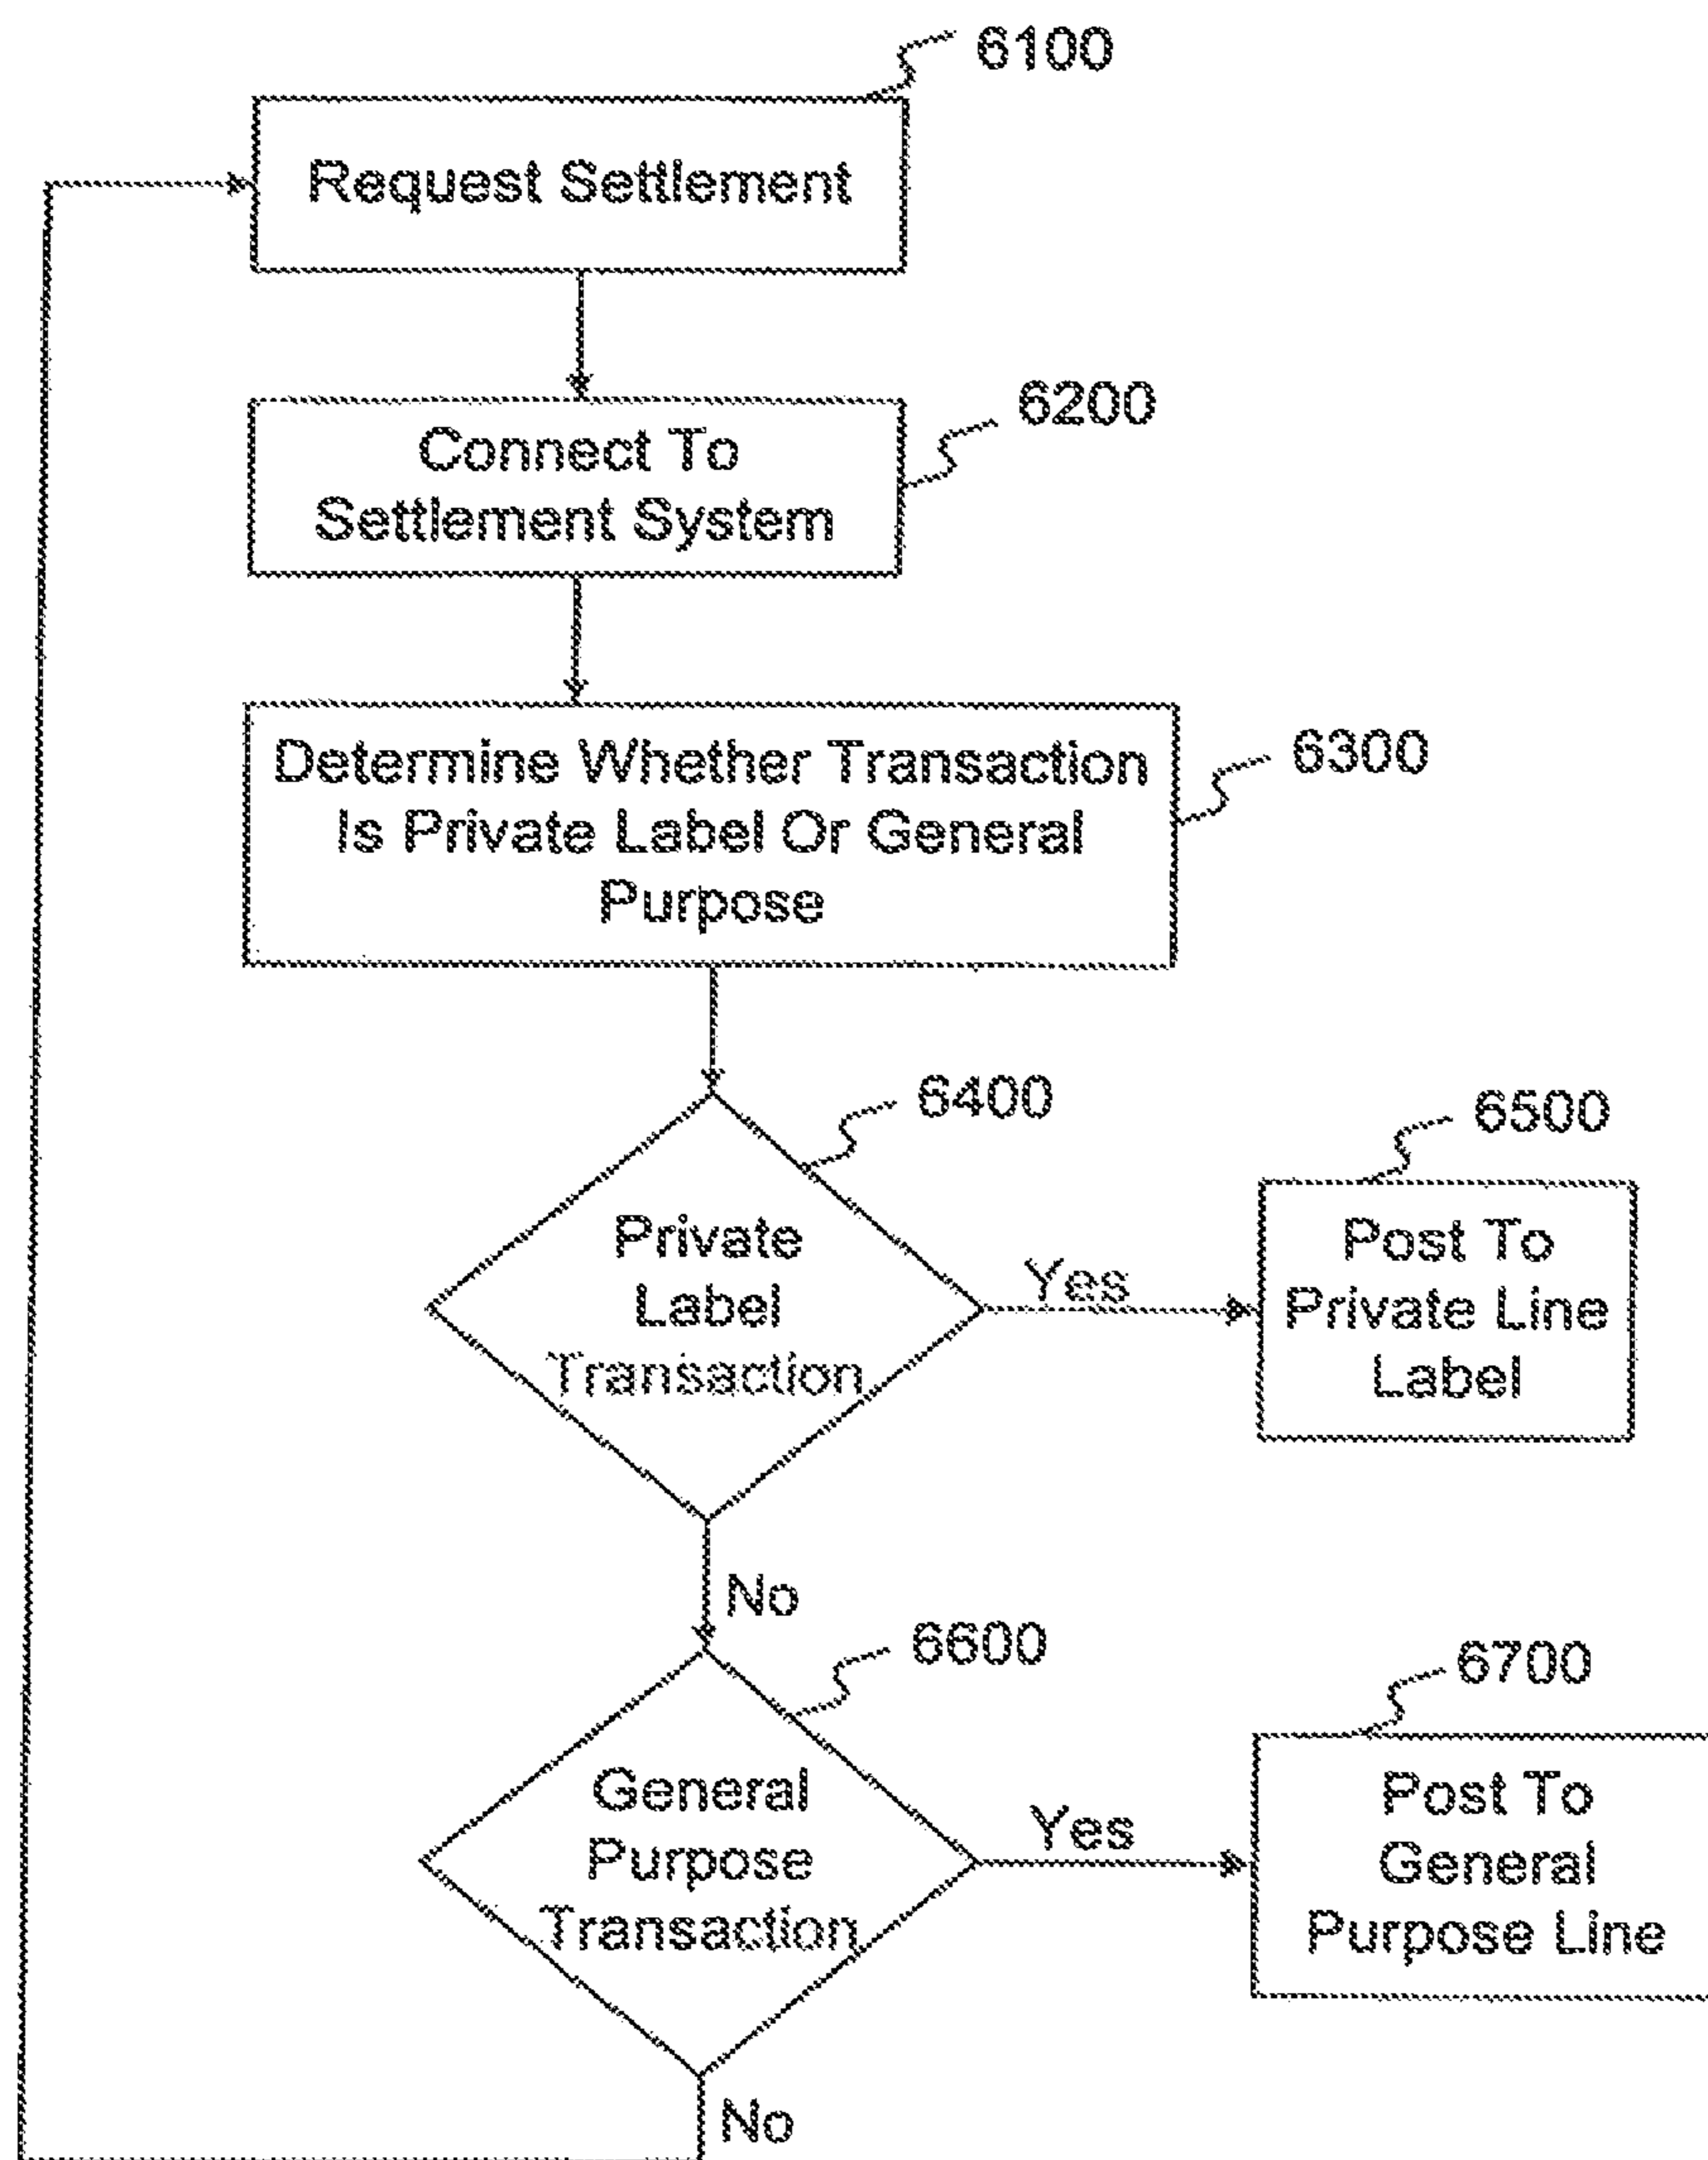 6100
Request Settlement
6200
Connect To
Settlement System
6300
Determine Whether Transaction
Is Private Label Or General
Purpose
6400
Private
Label
Transaction
Yes
6500
Post To
Private Line
Label
No
6600
General
Purpose
Transaction
Yes
6700
Post To
General
Purpose Line
No